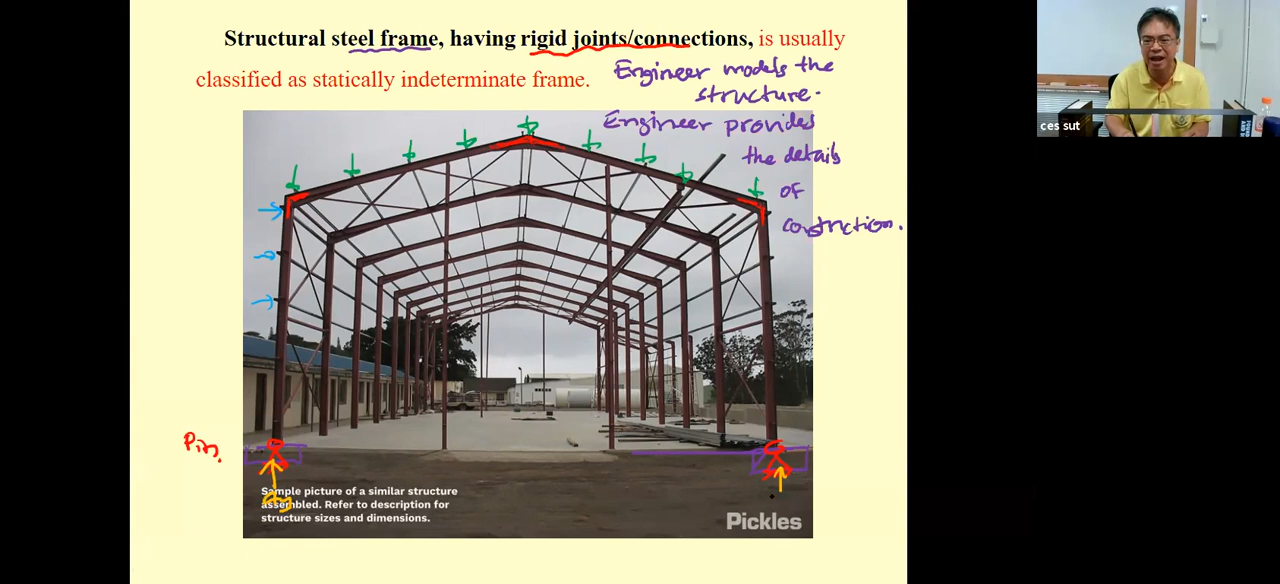 Structural steel frame, having rigid joints/connections, is usually
classified as statically indeterminate frame.
Engineer models the
structure.
Engineer provides
the details
of
construction.
ces sut
Pin.
Sample picture of a similar structure
assembled. Refer to description for
structure sizes and dimensions.
Pickles